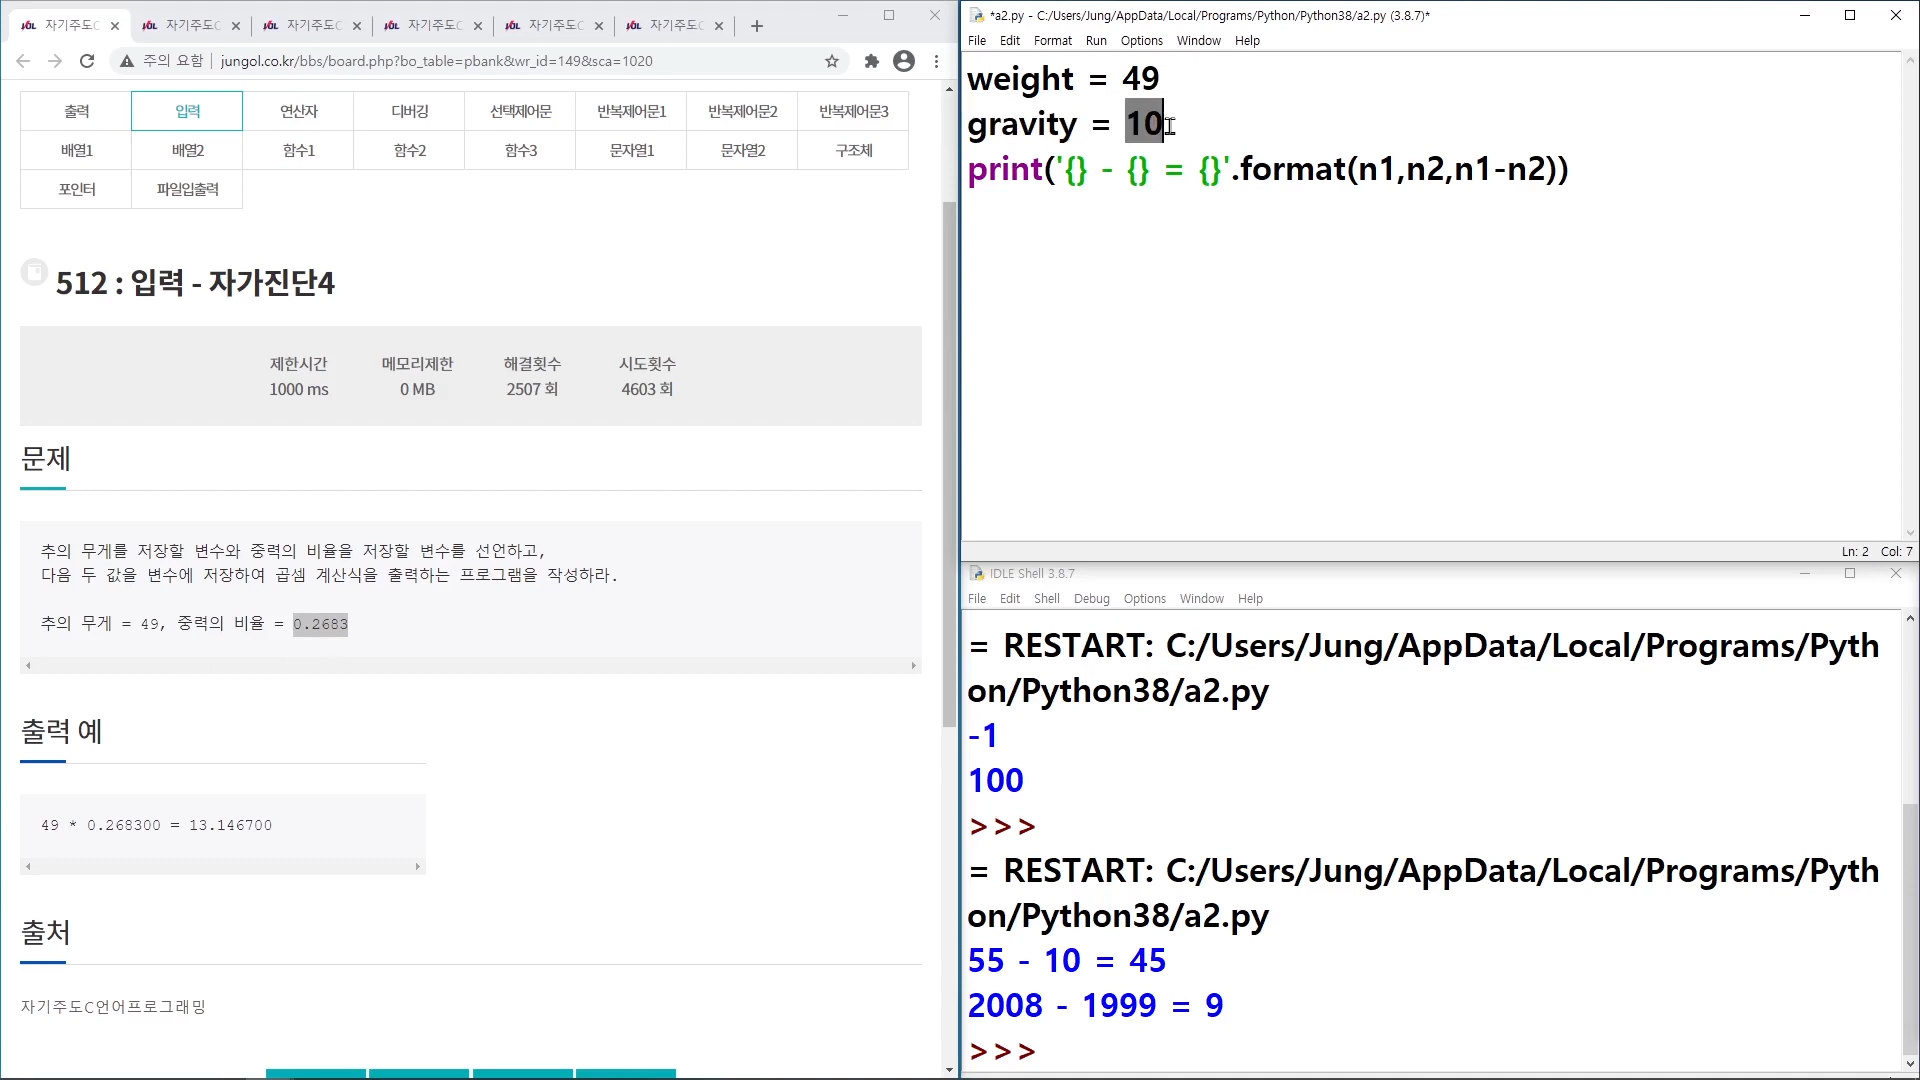 자기주도C
자기주도C
자기주도C
자기주도C
자기주도C
자기주도C
주의 요함 | jungol.co.kr/bbs/board.php?bo_table=pbank&wr_id=149&sca=1020
출력 입력 연산자 디버깅 선택제어문 반복제어문1 반복제어문2 반복제어문3
배열1 배열2 함수1 함수2 함수3 문자열1 문자열2 구조체
포인터 파일입출력
512 : 입력 - 자가진단4
제한시간 메모리제한 해결횟수 시도횟수
1000 ms 0 MB 2507 회 4603 회
문제
추의 무게를 저장할 변수와 중력의 비율을 저장할 변수를 선언하고,
다음 두 값을 변수에 저장하여 곱셈 계산식을 출력하는 프로그램을 작성하라.
추의 무게 = 49, 중력의 비율 = 0.2683
출력 예
49 * 0.268300 = 13.146700
출처
자기주도C언어프로그래밍
*a2.py - C:/Users/Jung/AppData/Local/Programs/Python/Python38/a2.py (3.8.7)*
File Edit Format Run Options Window Help
weight = 49
gravity = 10
print('{} - {} = {}'.format(n1,n2,n1-n2))
Ln: 2 Col: 7
IDLE Shell 3.8.7
File Edit Shell Debug Options Window Help
= RESTART: C:/Users/Jung/AppData/Local/Programs/Pyth
on/Python38/a2.py
-1
100
>>>
= RESTART: C:/Users/Jung/AppData/Local/Programs/Pyth
on/Python38/a2.py
55 - 10 = 45
2008 - 1999 = 9
>>>